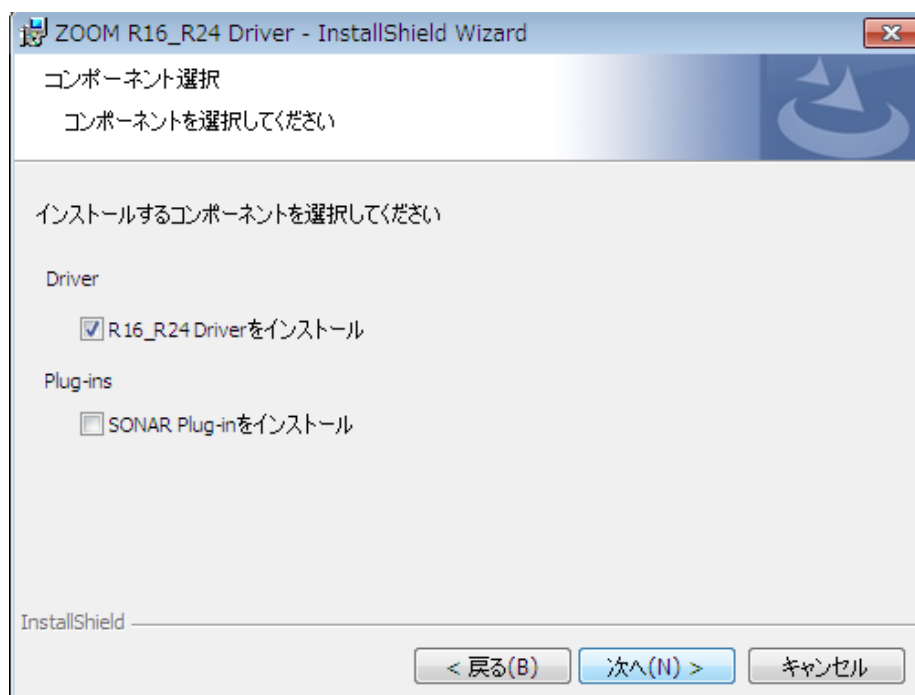 ZOOM R16_R24 Driver - InstallShield Wizard
コンポーネント選択
コンポーネントを選択してください
インストールするコンポーネントを選択してください
Driver
R16_R24 Driverをインストール
Plug-ins
SONAR Plug-inをインストール
InstallShield
< 戻る(B) 次へ(N) > キャンセル